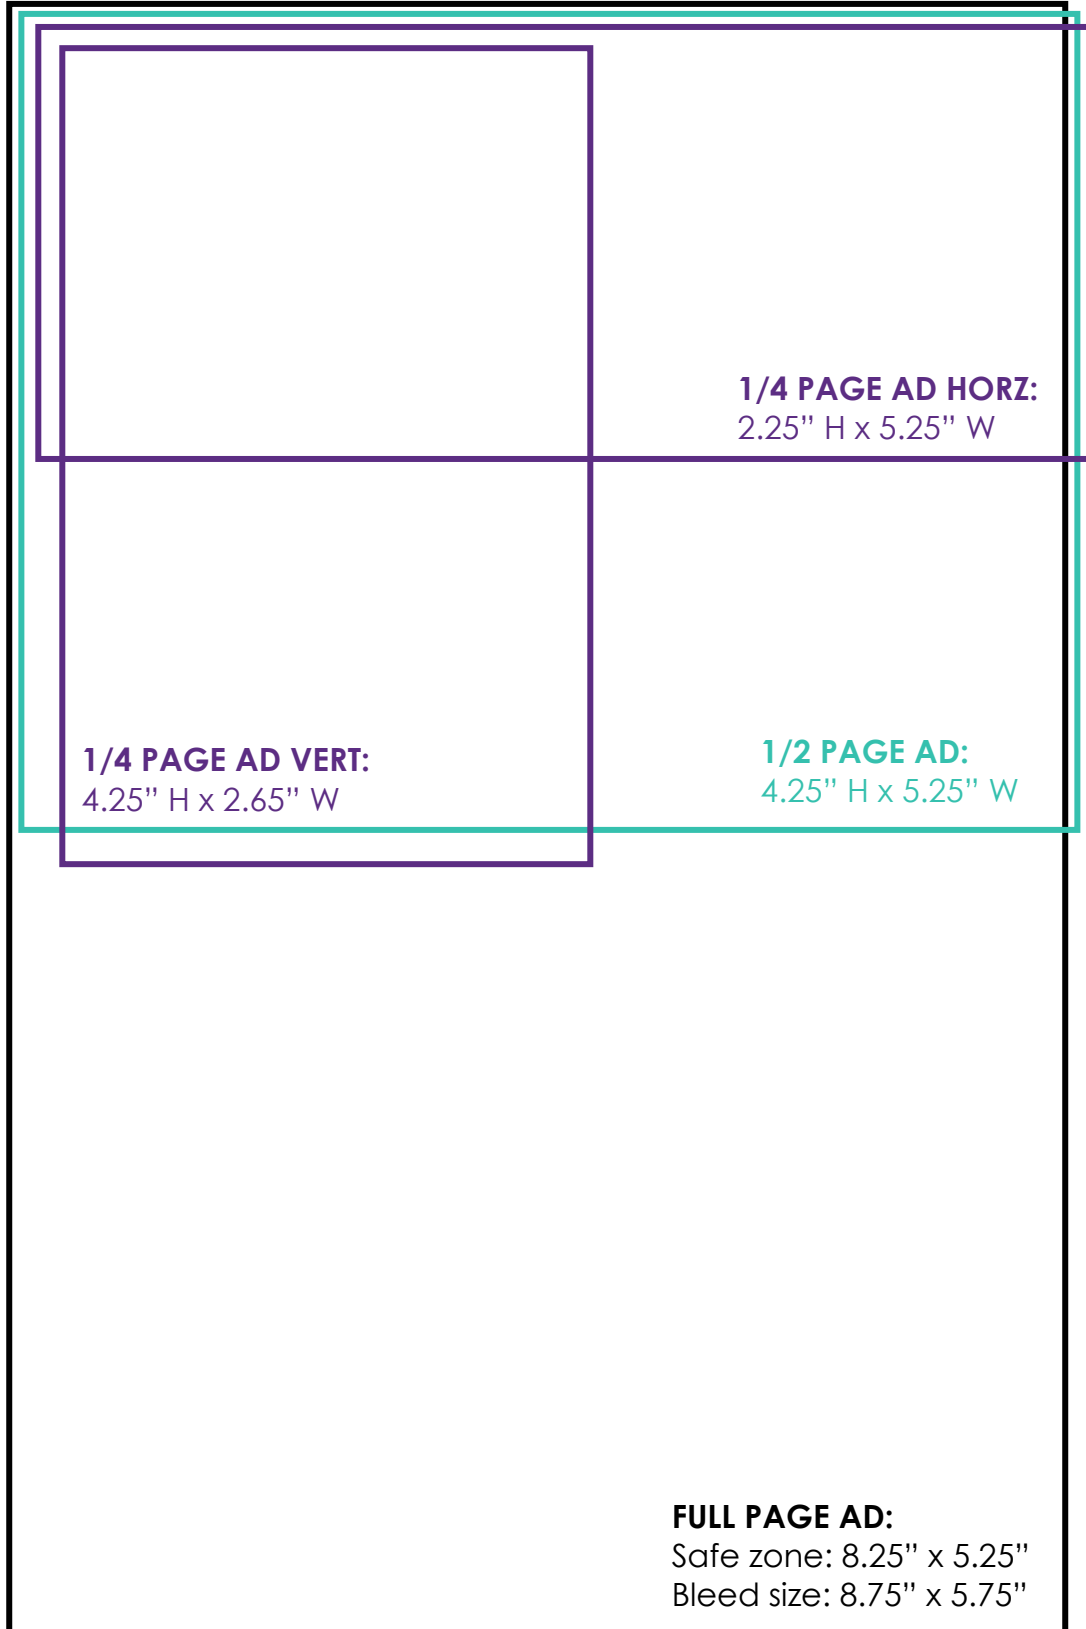 1/4 PAGE AD HORZ:
2.25” H x 5.25” W
1/4 PAGE AD VERT:
4.25” H x 2.65” W
1/2 PAGE AD:
4.25” H x 5.25” W
FULL PAGE AD:
Safe zone: 8.25” x 5.25”
Bleed size: 8.75” x 5.75”